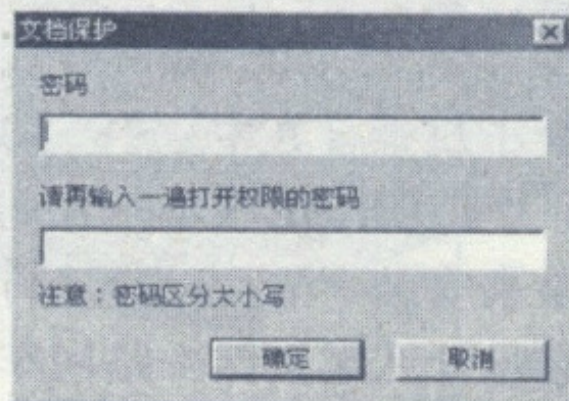 文档保护
密码
请再输入一遍打开权限的密码
注意：密码区分大小写
确定 取消